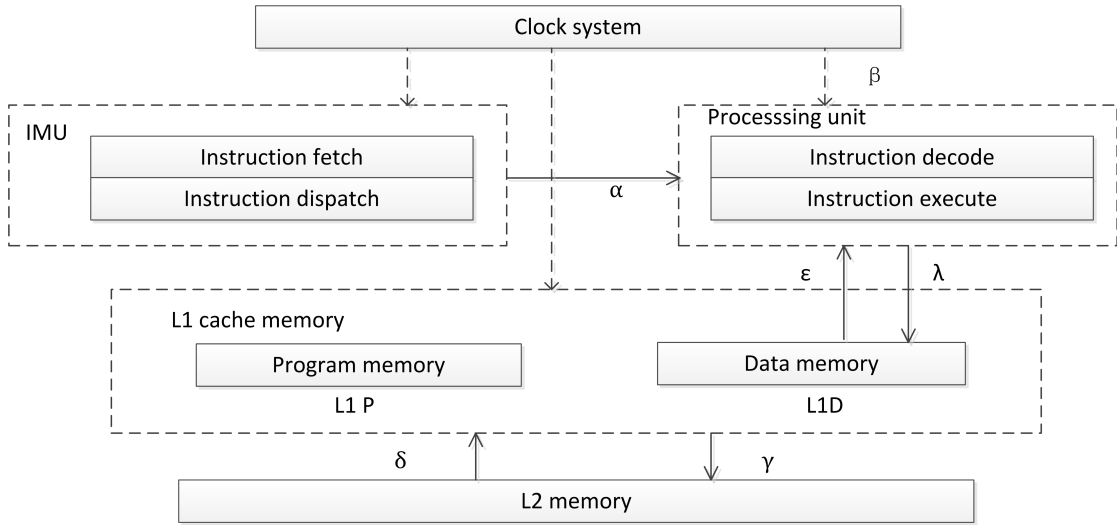 Clock system
β
IMU
Instruction fetch
Instruction dispatch
α
Processsing unit
Instruction decode
Instruction execute
ε
λ
L1 cache memory
Program memory
L1 P
Data memory
L1D
δ
γ
L2 memory